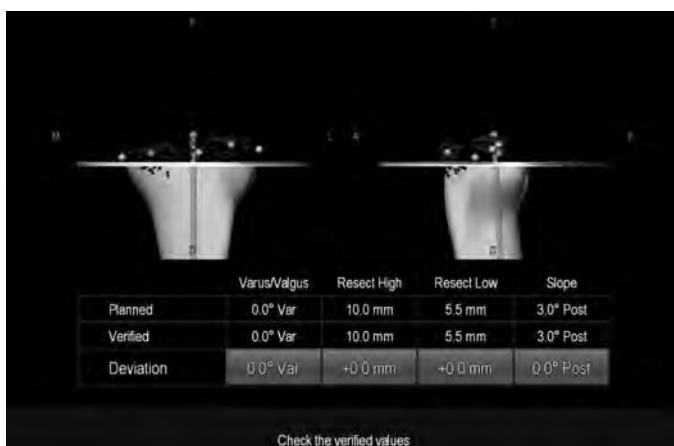 Varus/Valgus Resect High Resect Low Slope
Planned 0.0° Var 10.0 mm 5.5 mm 3.0° Post
Verified 0.0° Var 10.0 mm 5.5 mm 3.0° Post
Deviation 0.0° Var +0.0 mm +0.0 mm 0.0° Post
Check the verified values